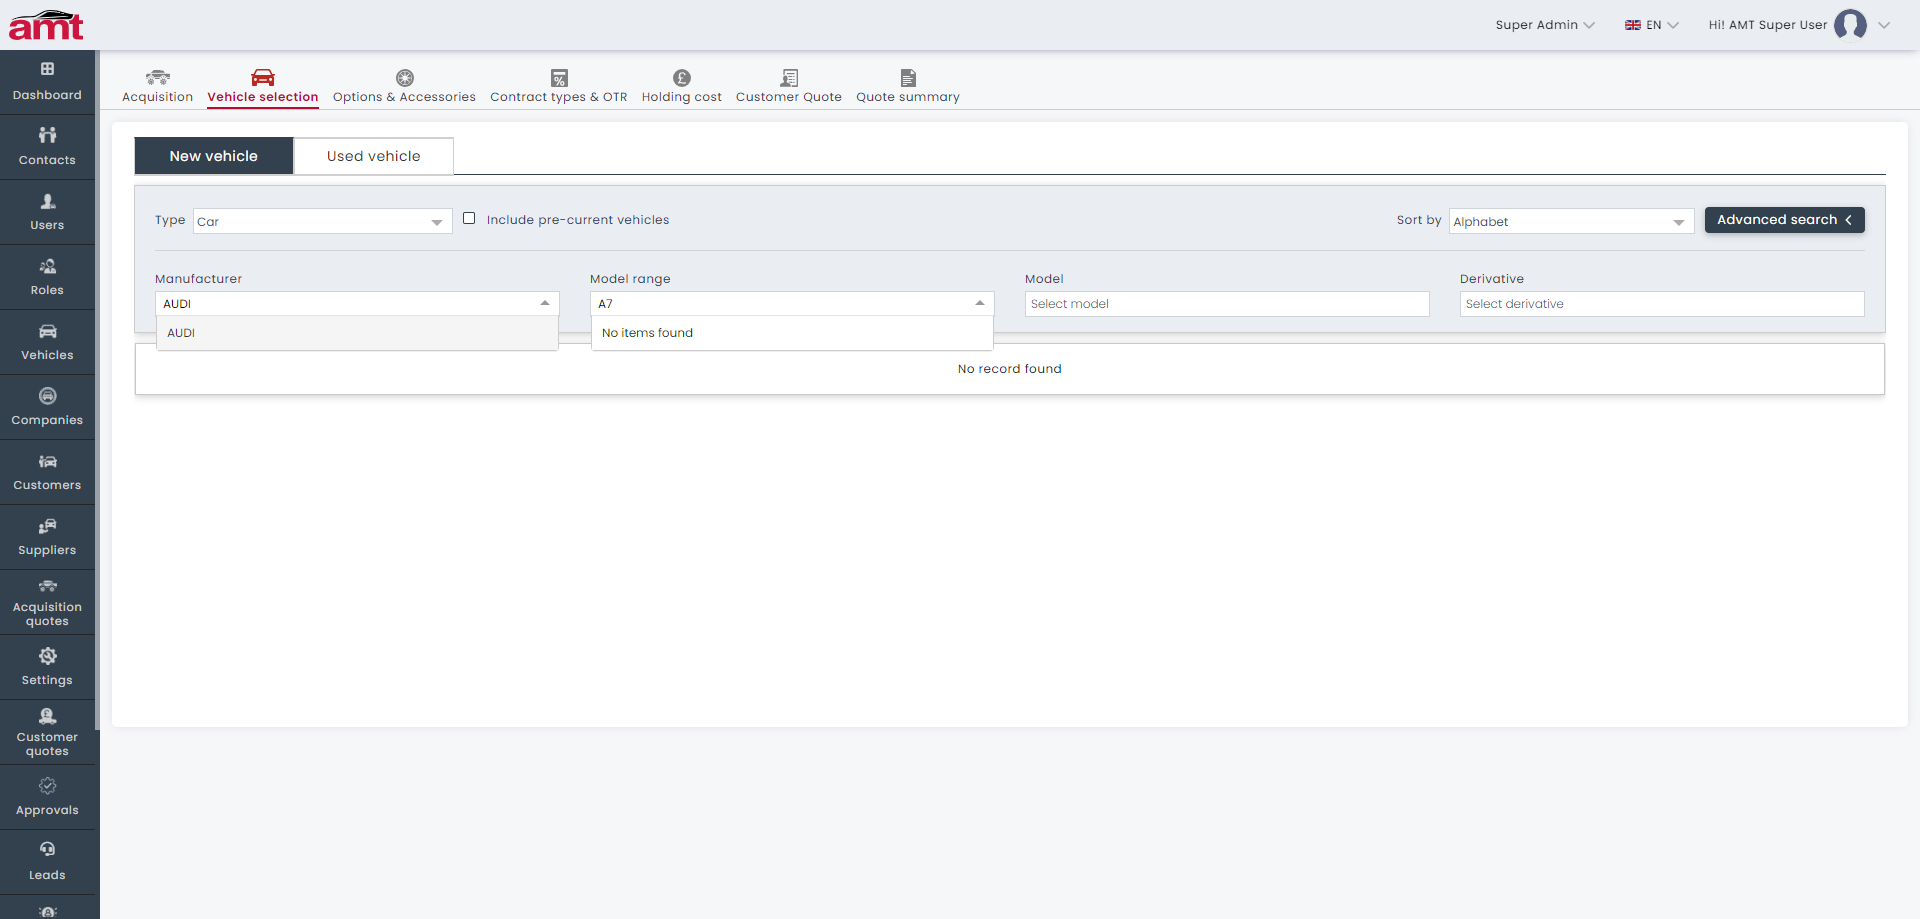 amt
Super Admin
EN
Hi! AMT Super User
Dashboard
Contacts
Users
Roles
Vehicles
Companies
Customers
Suppliers
Acquisition
quotes
Settings
Customer
quotes
Approvals
Leads
Acquisition
Vehicle selection
Options & Accessories
Contract types & OTR
Holding cost
Customer Quote
Quote summary
New vehicle
Used vehicle
Type
Car
Include pre-current vehicles
Sort by
Alphabet
Advanced search
Manufacturer
Model range
Model
Derivative
AUDI
A7
Select model
Select derivative
AUDI
No items found
No record found